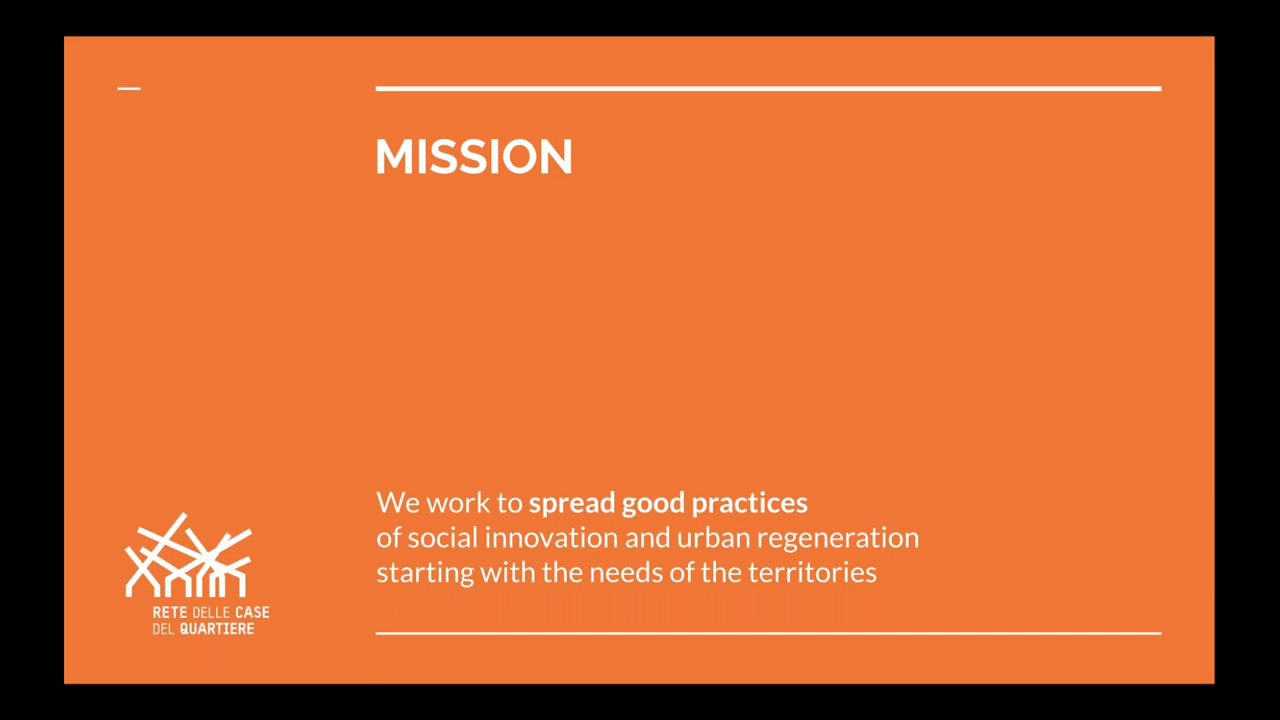 MISSION
We work to spread good practices
of social innovation and urban regeneration
starting with the needs of the territories
RETE DELLE CASE
DEL QUARTIERE